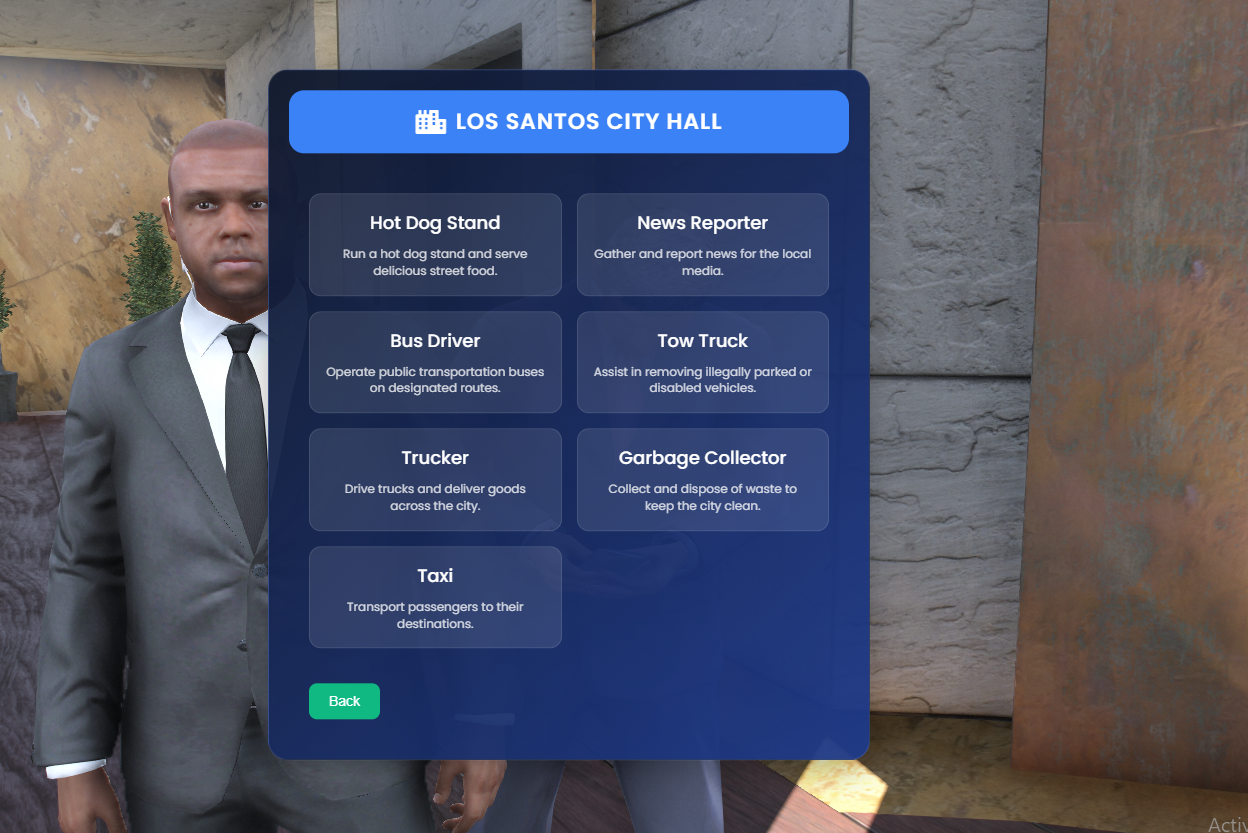 LOS SANTOS CITY HALL
Hot Dog Stand
Run a hot dog stand and serve
delicious street food.
News Reporter
Gather and report news for the local
media.
Bus Driver
Operate public transportation buses
on designated routes.
Tow Truck
Assist in removing illegally parked or
disabled vehicles.
Trucker
Drive trucks and deliver goods
across the city.
Garbage Collector
Collect and dispose of waste to
keep the city clean.
Taxi
Transport passengers to their
destinations.
Back
Activ